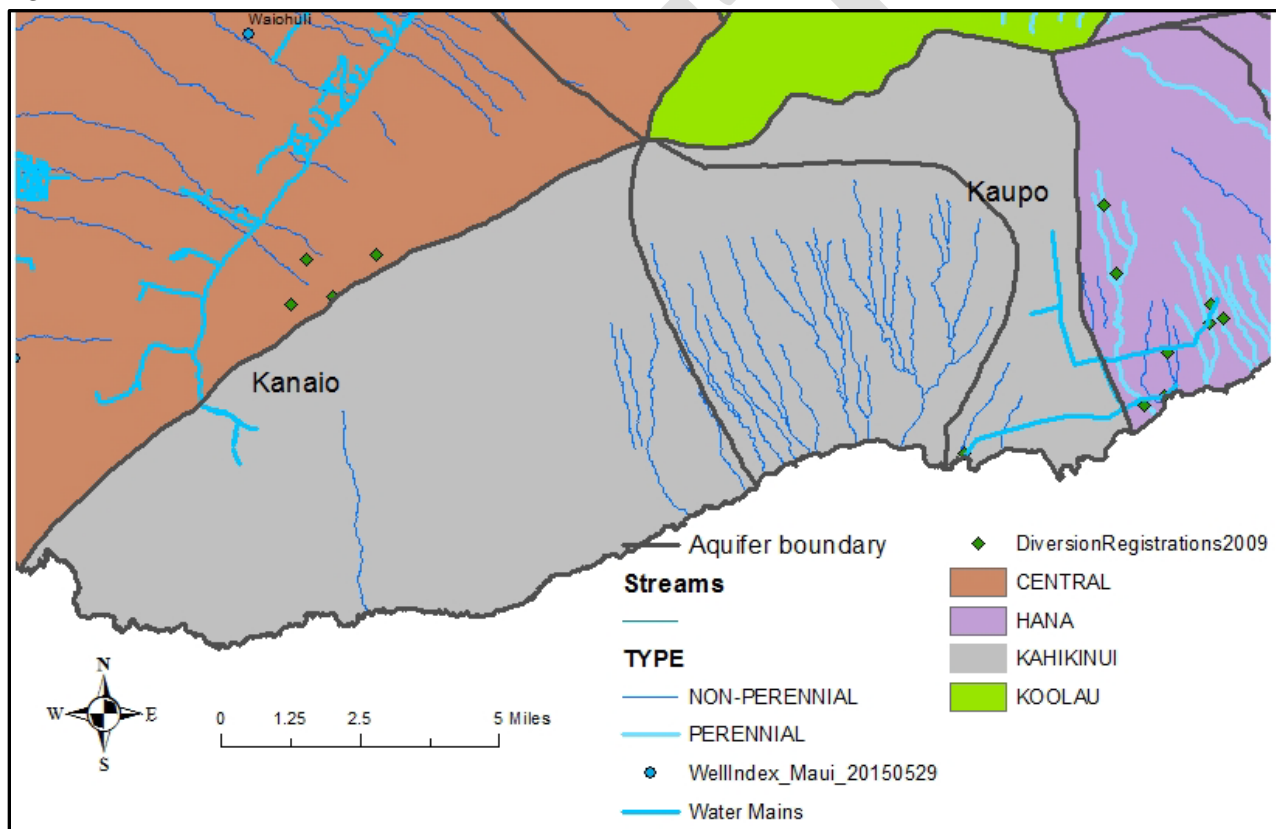 Waiohuli
Kaupo
Kanaio
Aquifer boundary
Streams
TYPE
NON-PERENNIAL
PERENNIAL
WellIndex_Maui_20150529
Water Mains
DiversionRegistrations2009
CENTRAL
HANA
KAHIKINUI
KOOLAU
N
W E
S
0 1.25 2.5 5 Miles